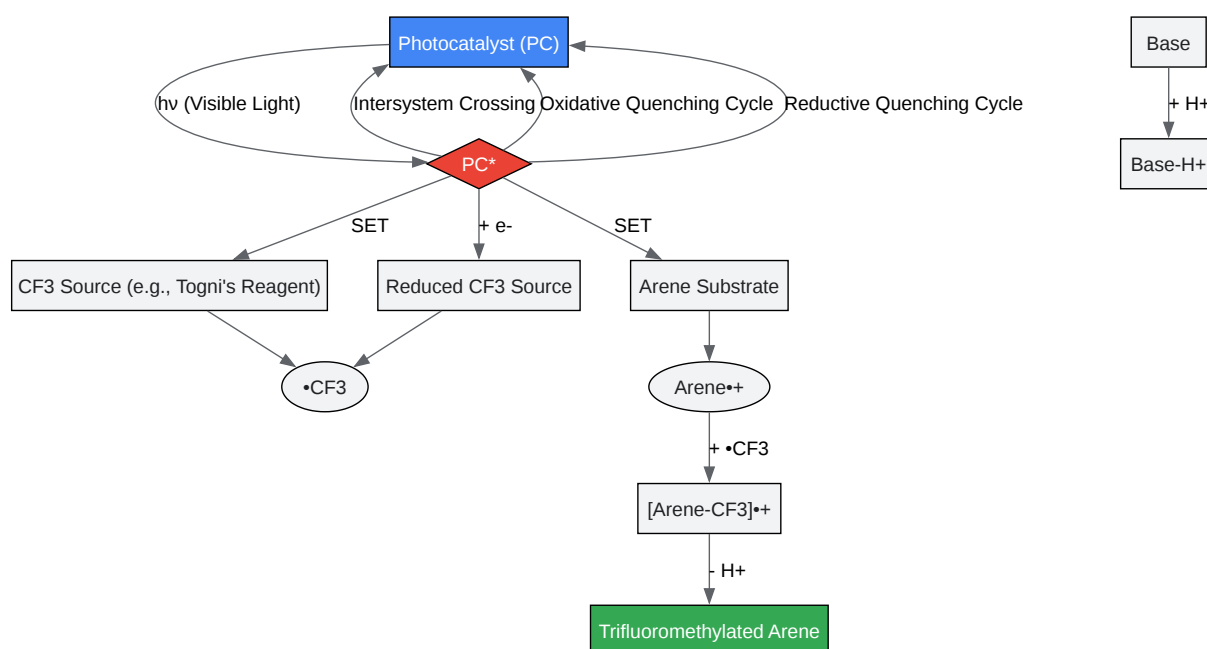 Photocatalyst (PC)
Base
hν (Visible Light)
Intersystem Crossing
Oxidative Quenching Cycle
Reductive Quenching Cycle
+ H+
PC*
Base-H+
SET
+ e-
SET
CF3 Source (e.g., Togni's Reagent)
Reduced CF3 Source
Arene Substrate
•CF3
Arene•+
+ •CF3
[Arene-CF3]•+
- H+
Trifluoromethylated Arene